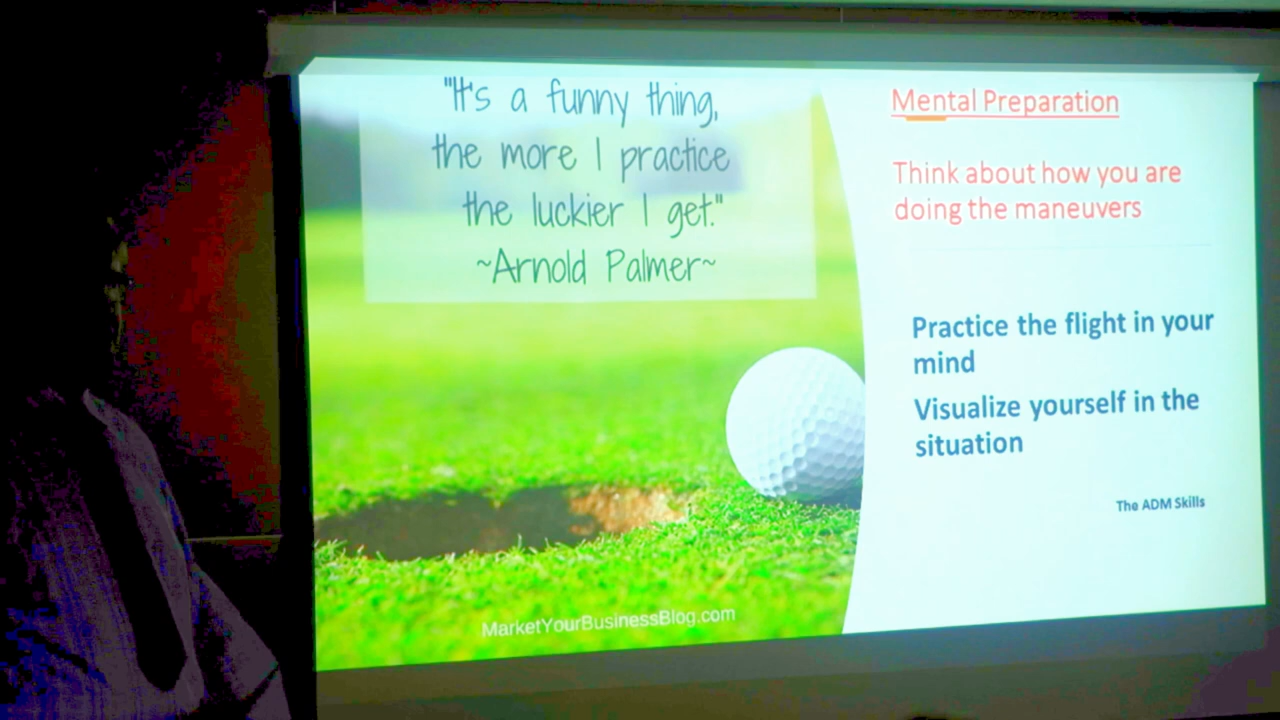 "It's a funny thing,
the more I practice
the luckier I get."
~Arnold Palmer~
MarketYourBusinessBlog.com
Mental Preparation
Think about how you are
doing the maneuvers
Practice the flight in your
mind
Visualize yourself in the
situation
The ADM Skills